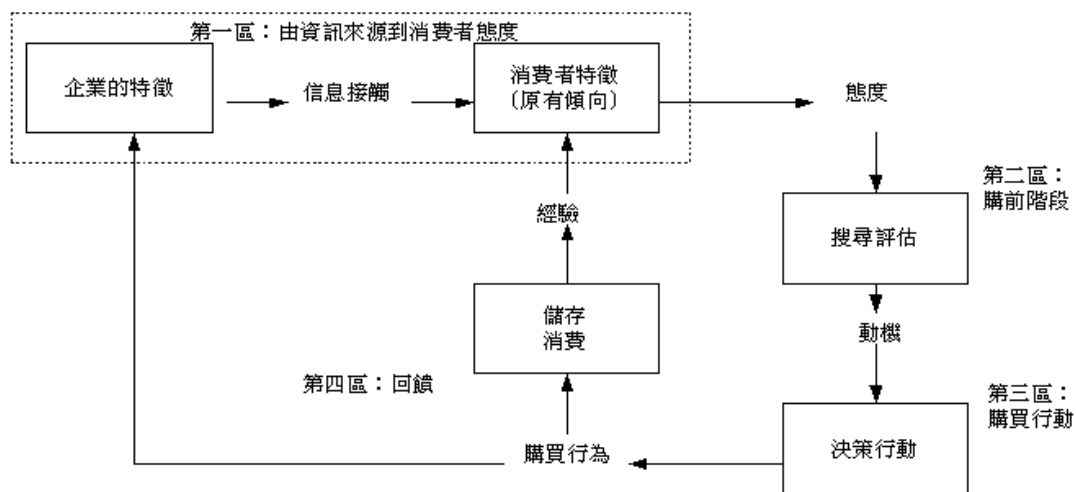 第一區：由資訊來源到消費者態度
企業的特徵
信息接觸
消費者特徵
(原有傾向)
態度
第二區：
購前階段
搜尋評估
經驗
動機
儲存
消費
第四區：回饋
第三區：
購買行動
決策行動
購買行為